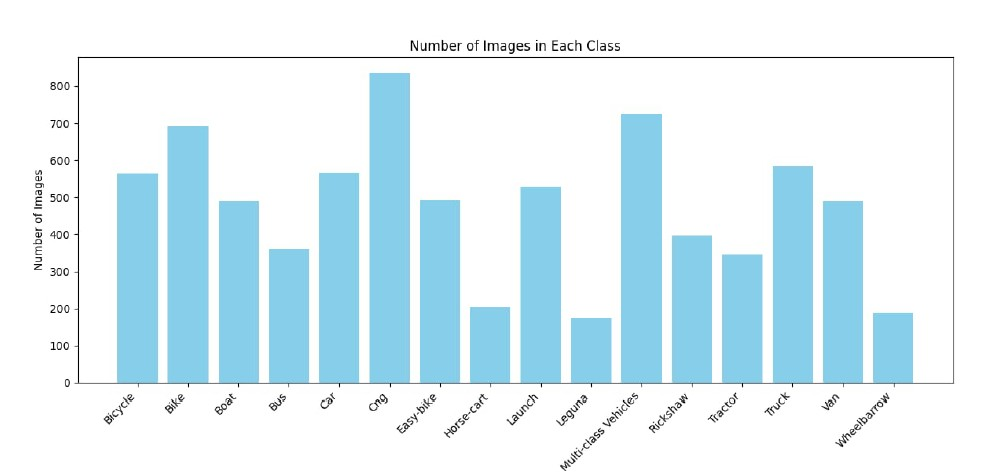 Number of Images in Each Class
Number of Images
800
700
600
500
400
300
200
100
0
Bicycle
Bike
Boat
Bus
Car
Cng
Easy-bike
Horse-cart
Launch
Leguna
Multi-class Vehicles
Rickshaw
Tractor
Truck
Van
Wheelbarrow